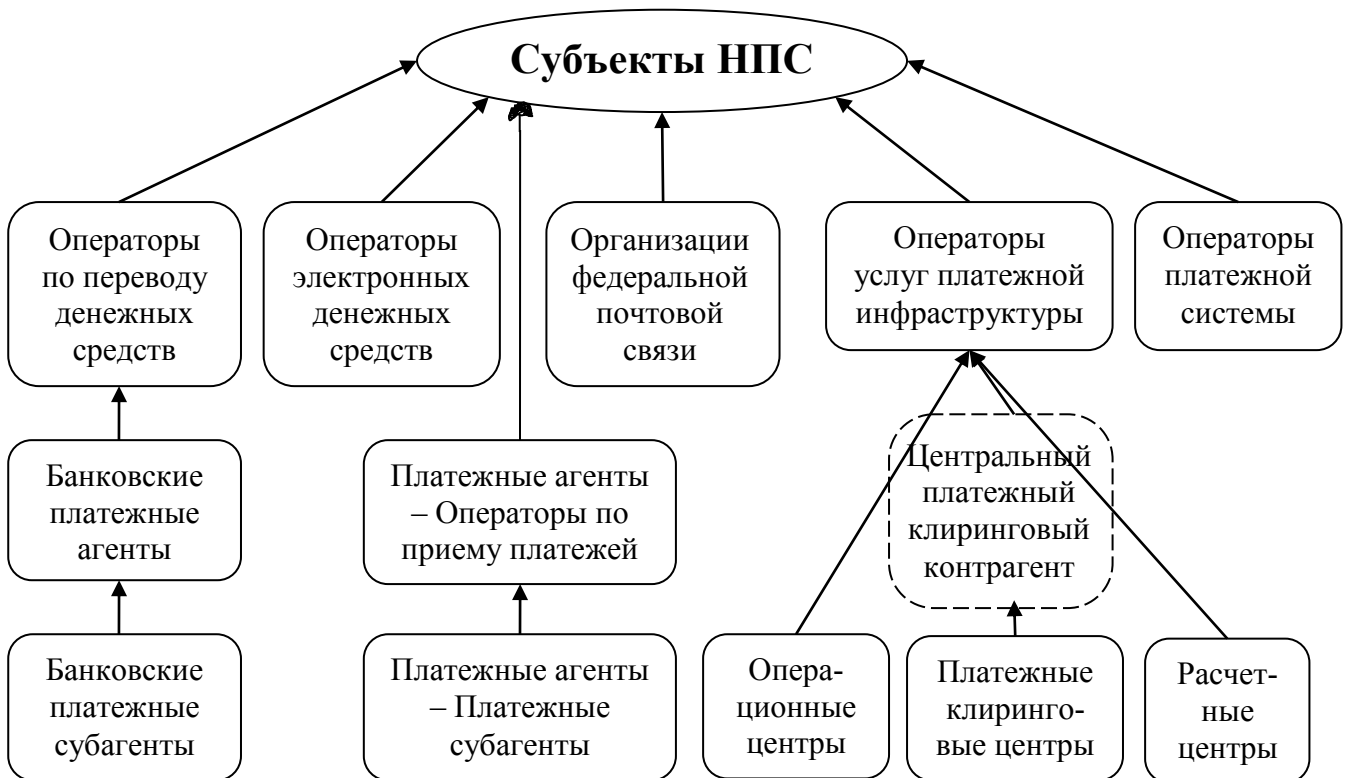 Субъекты НПС
Операторы
по переводу
денежных
средств
Операторы
электронных
денежных
средств
Организации
федеральной
почтовой
связи
Операторы
услуг платежной
инфраструктуры
Операторы
платежной
системы
Банковские
платежные
агенты
Платежные агенты
– Операторы по
приему платежей
Центральный
платежный
клиринговый
контрагент
Банковские
платежные
субагенты
Платежные агенты
– Платежные
субагенты
Опера-
ционные
центры
Платежные
клиринго-
вые центры
Расчет-
ные
центры